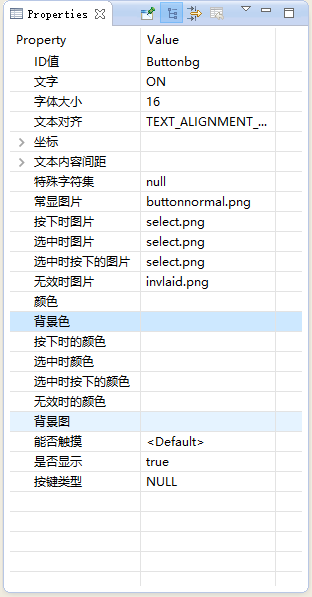 Properties
Property Value
ID值 Buttonbg
文字 ON
字体大小 16
文本对齐 TEXT_ALIGNMENT_...
坐标
文本内容间距
特殊字符集 null
常显图片 buttonnormal.png
按下时图片 select.png
选中时图片 select.png
选中时按下的图片 select.png
无效时图片 invlaid.png
颜色
背景色
按下时的颜色
选中时颜色
选中时按下的颜色
无效时的颜色
背景图
能否触摸 <Default>
是否显示 true
按键类型 NULL